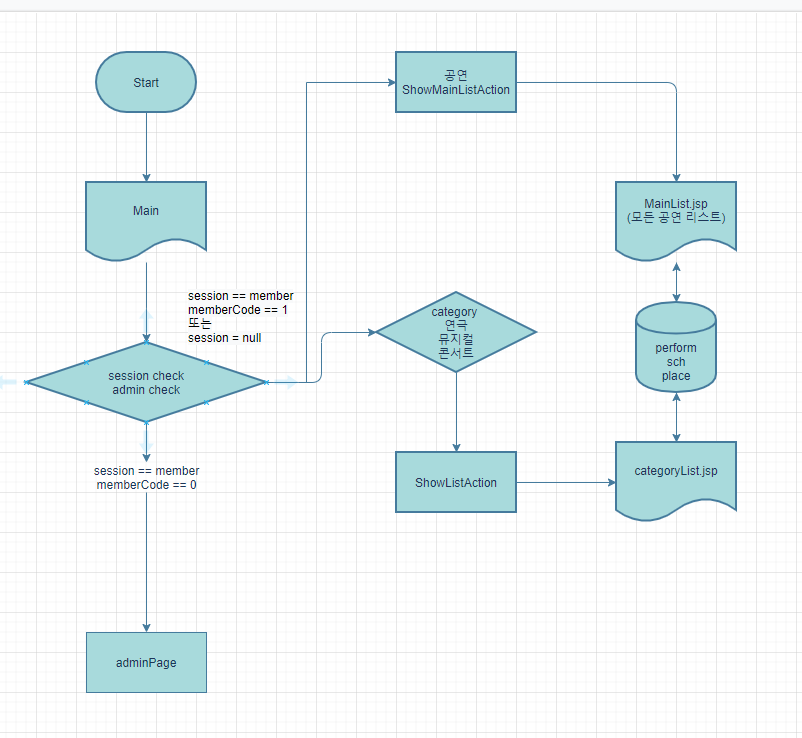 Start
공연
ShowMainListAction
Main
MainList.jsp
(모든 공연 리스트)
session == member
memberCode == 1
또는
session = null
category
연극
뮤지컬
콘서트
perform
sch
place
session check
admin check
session == member
memberCode == 0
ShowListAction
categoryList.jsp
adminPage